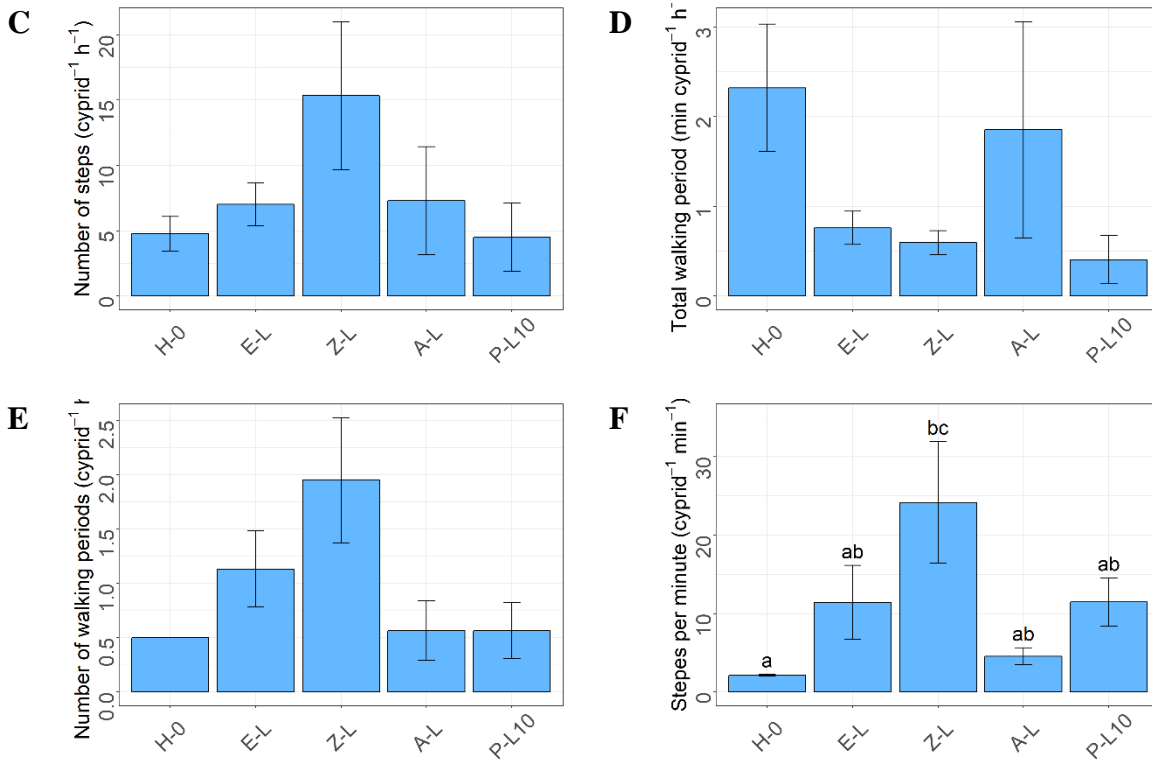 C
Number of steps (cyprid⁻¹ h⁻¹)
20
15
10
5
0
H-0 E-L Z-L A-L P-L10
D
Total walking period (min cyprid⁻¹ h⁻
3
2
1
0
H-0 E-L Z-L A-L P-L10
E
Number of walking periods (cyprid⁻¹ h
2.5
2.0
1.5
1.0
0.5
0.0
H-0 E-L Z-L A-L P-L10
F
Stepes per minute (cyprid⁻¹ min⁻¹)
30
20
10
0
a ab bc ab ab
H-0 E-L Z-L A-L P-L10